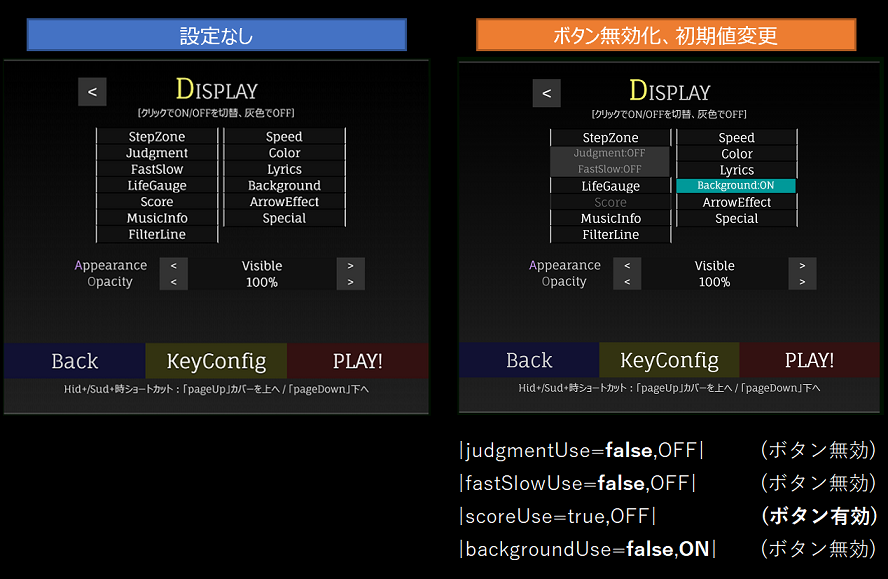 設定なし
<
DISPLAY
[クリックでON/OFFを切替、灰色でOFF]
StepZone Speed
Judgment Color
FastSlow Lyrics
LifeGauge Background
Score ArrowEffect
MusicInfo Special
FilterLine
Appearance < Visible >
Opacity < 100% >
Back KeyConfig PLAY!
Hid+/Sud+時ショートカット：「pageUp」カバーを上へ / 「pageDown」下へ
ボタン無効化、初期値変更
<
DISPLAY
[クリックでON/OFFを切替、灰色でOFF]
StepZone Speed
Judgment:OFF Color
FastSlow:OFF Lyrics
LifeGauge Background:ON
Score ArrowEffect
MusicInfo Special
FilterLine
Appearance < Visible >
Opacity < 100% >
Back KeyConfig PLAY!
Hid+/Sud+時ショートカット：「pageUp」カバーを上へ / 「pageDown」下へ
|judgmentUse=false,OFF| (ボタン無効)
|fastSlowUse=false,OFF| (ボタン無効)
|scoreUse=true,OFF| (ボタン有効)
|backgroundUse=false,ON| (ボタン無効)